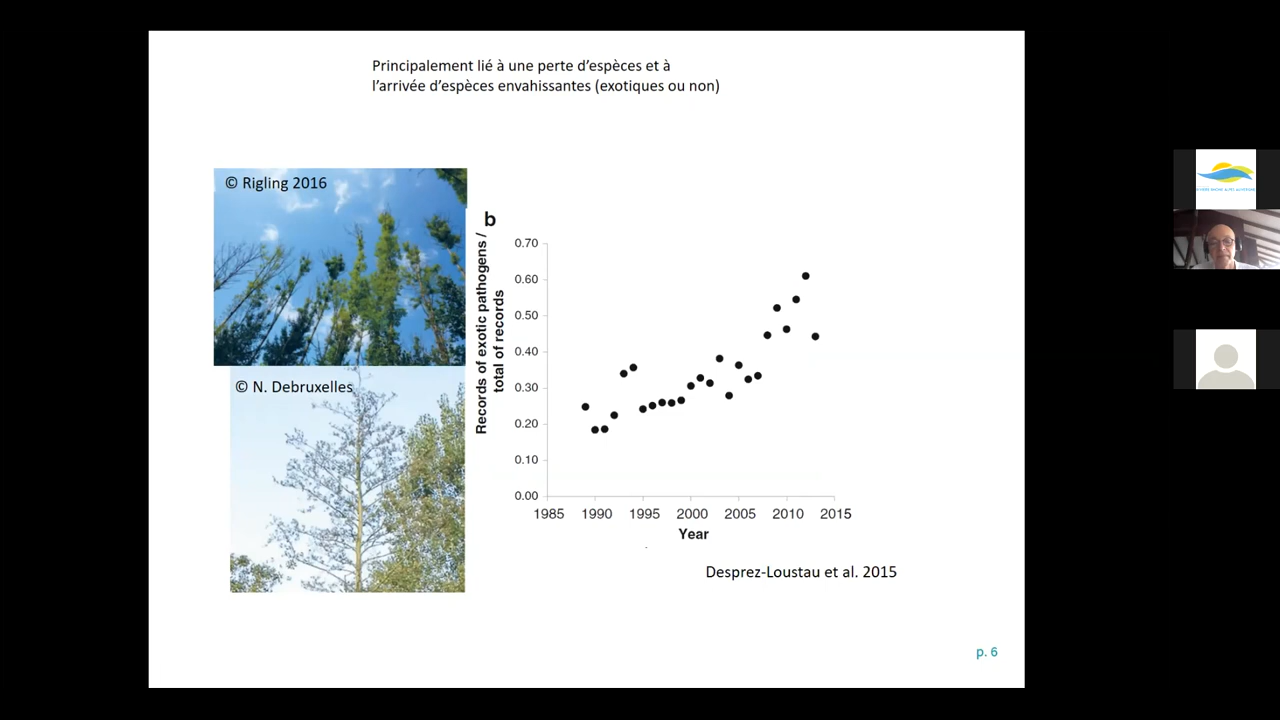 Principalement lié à une perte d’espèces et à
l’arrivée d’espèces envahissantes (exotiques ou non)
© Rigling 2016
© N. Debruxelles
b
Records of exotic pathogens /
total of records
0.70
0.60
0.50
0.40
0.30
0.20
0.10
0.00
1985 1990 1995 2000 2005 2010 2015
Year
Desprez-Loustau et al. 2015
p. 6